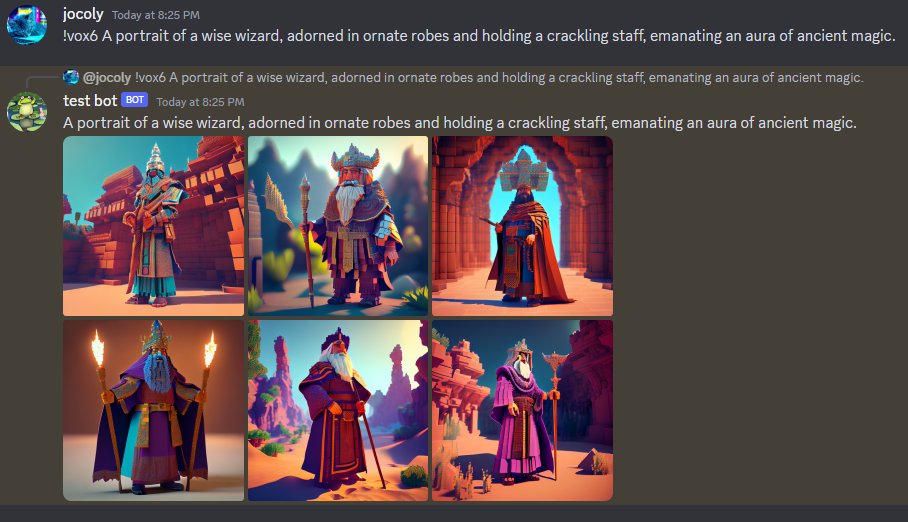 jocoly Today at 8:25 PM
!vox6 A portrait of a wise wizard, adorned in ornate robes and holding a crackling staff, emanating an aura of ancient magic.
@jocoly !vox6 A portrait of a wise wizard, adorned in ornate robes and holding a crackling staff, emanating an aura of ancient magic.
test bot BOT Today at 8:25 PM
A portrait of a wise wizard, adorned in ornate robes and holding a crackling staff, emanating an aura of ancient magic.